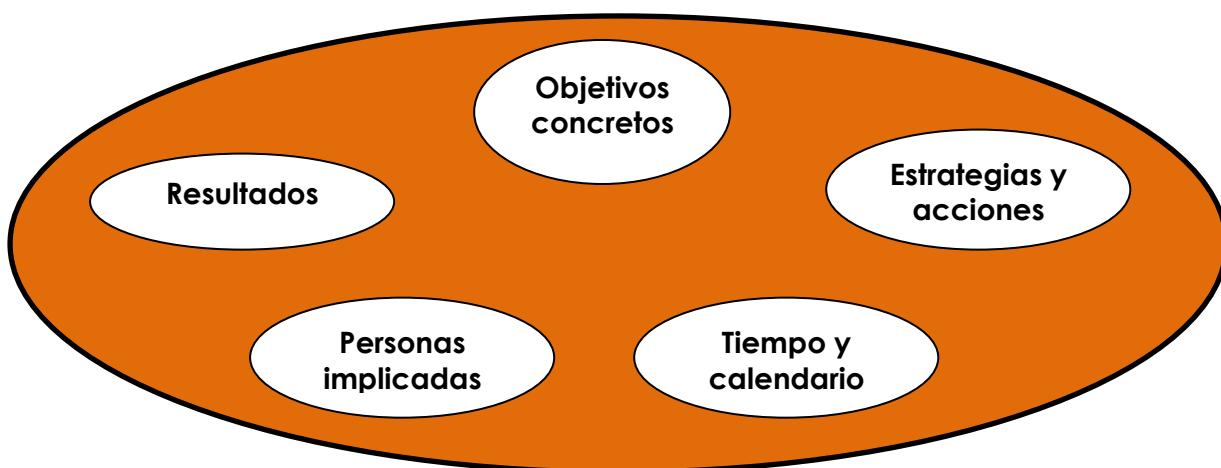 Objetivos
concretos
Estrategias y
acciones
Resultados
Personas
implicadas
Tiempo y
calendario